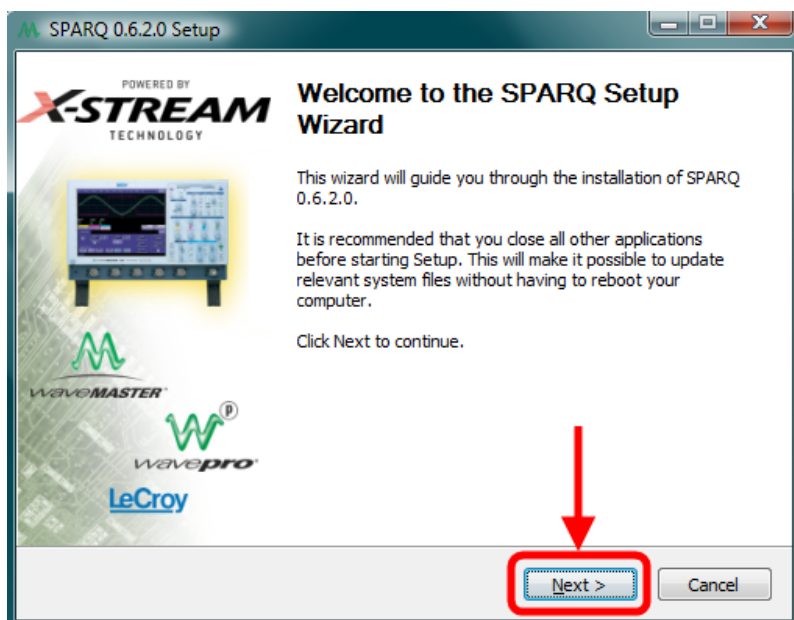 SPARQ 0.6.2.0 Setup
POWERED BY
X-STREAM
TECHNOLOGY
WAVEMASTER
P
wavepro
LeCroy
Welcome to the SPARQ Setup
Wizard
This wizard will guide you through the installation of SPARQ
0.6.2.0.
It is recommended that you close all other applications
before starting Setup. This will make it possible to update
relevant system files without having to reboot your
computer.
Click Next to continue.
Next >
Cancel